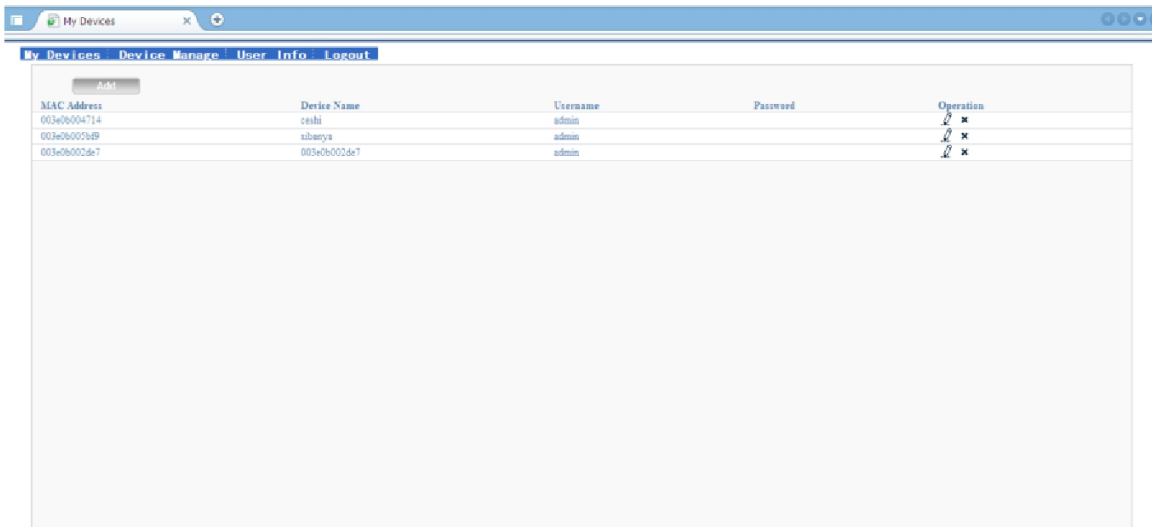 My Devices
My Devices Device Manage User Info Logout
Add
MAC Address Device Name Username Password Operation
003e0b004714 ceshi admin
003e0b005bf9 xibanya admin
003e0b002de7 003e0b002de7 admin